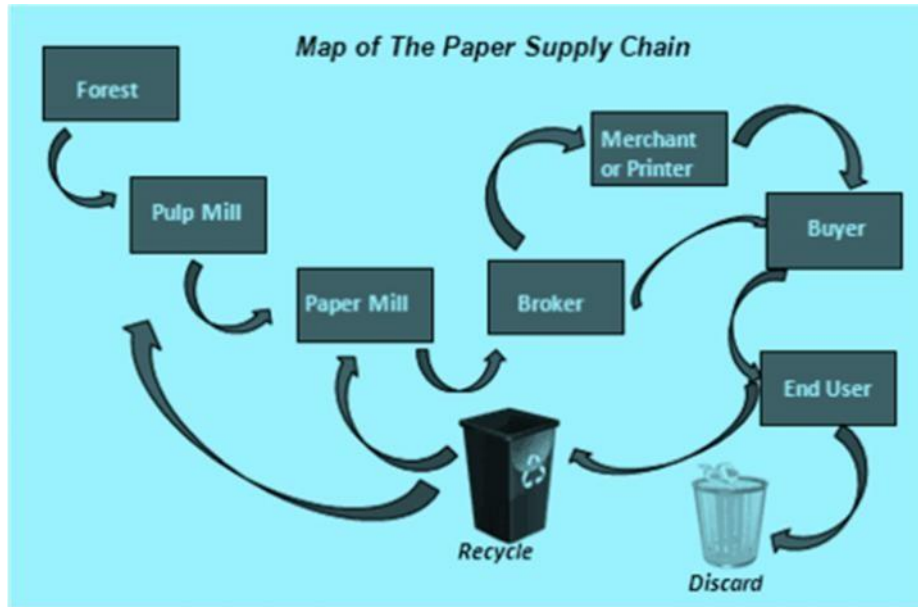 Map of The Paper Supply Chain
Forest
Pulp Mill
Paper Mill
Broker
Merchant
or Printer
Buyer
End User
Recycle
Discard